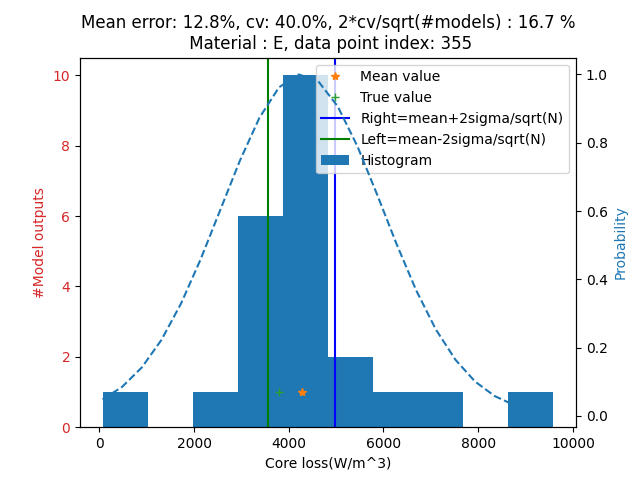 Mean error: 12.8%, cv: 40.0%, 2*cv/sqrt(#models) : 16.7 %
Material : E, data point index: 355
Mean value
True value
Right=mean+2sigma/sqrt(N)
Left=mean-2sigma/sqrt(N)
Histogram
#Model outputs
10
8
6
4
2
0
1.0
0.8
0.6
0.4
0.2
0.0
Probability
0 2000 4000 6000 8000 10000
Core loss(W/m^3)